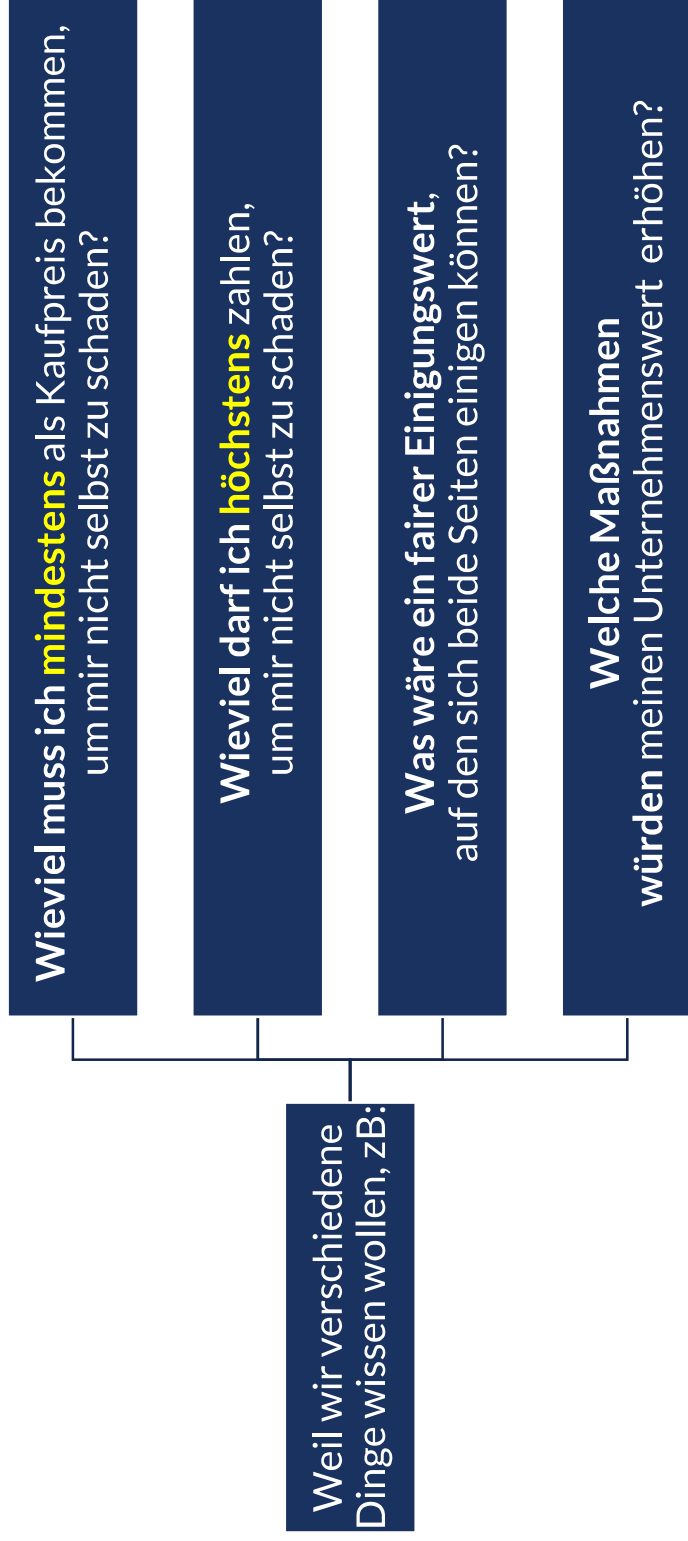 Weil wir verschiedene
Dinge wissen wollen, zB:
Wieviel muss ich mindestens als Kaufpreis bekommen,
um mir nicht selbst zu schaden?
Wieviel darf ich höchstens zahlen,
um mir nicht selbst zu schaden?
Was wäre ein fairer Einigungswert,
auf den sich beide Seiten einigen können?
Welche Maßnahmen
würden meinen Unternehmenswert erhöhen?